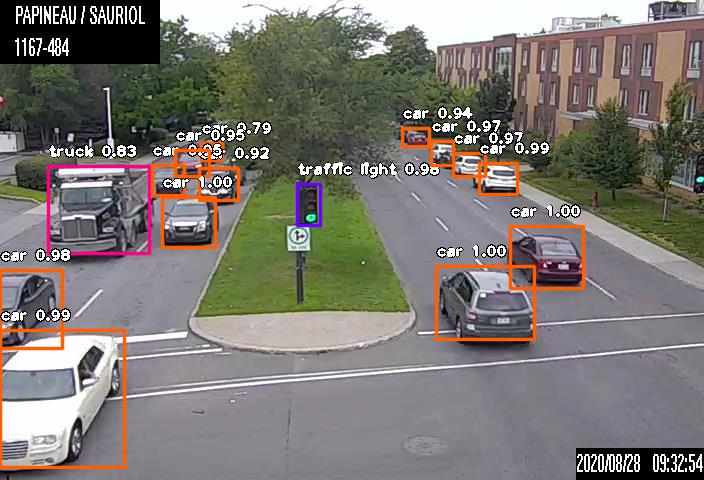 PAPINEAU / SAURIOL
1167-484
car 0.79
car 0.95
truck 0.83
car 0.95
0.92
car 1.00
traffic light 0.98
car 0.94
car 0.97
car 0.97
car 0.99
car 1.00
car 1.00
car 0.98
car 0.99
2020/08/28 09:32:54